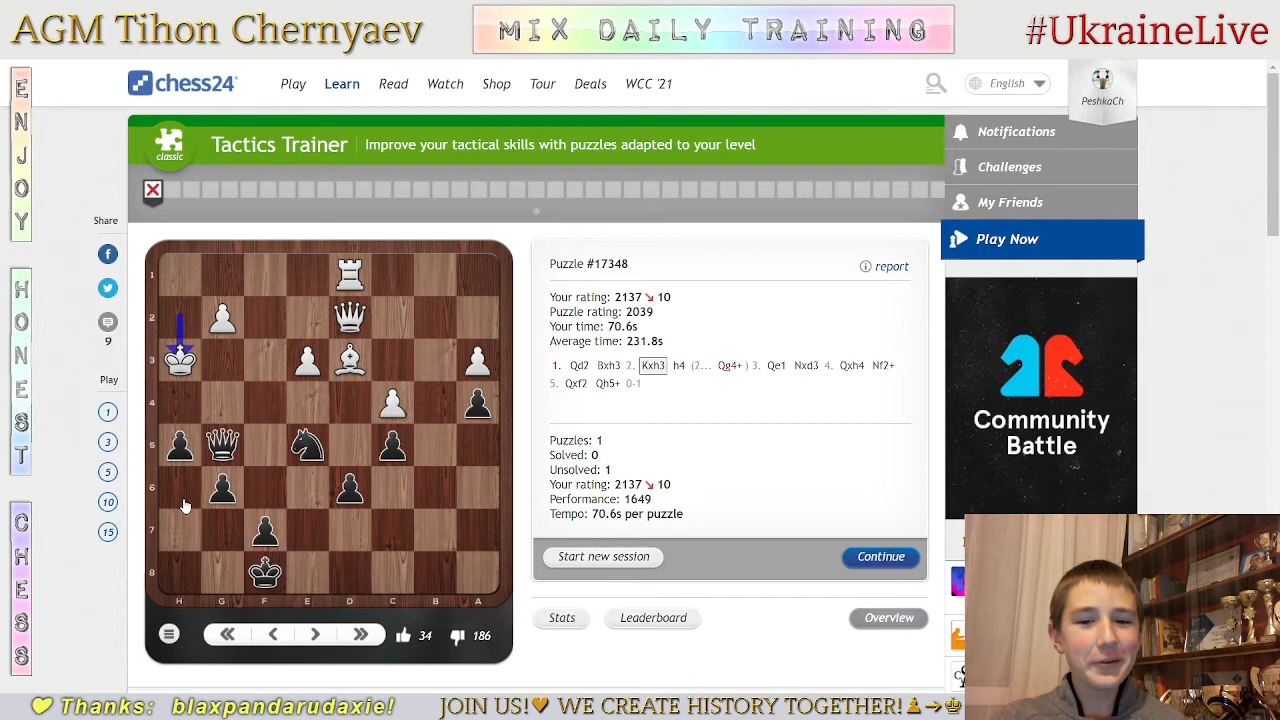 AGM Tihon Chernyaev
MIX DAILY TRAINING
#UkraineLive
ENJOY
HONEST
CHESS
chess24
Play
Learn
Read
Watch
Shop
Tour
Deals
WCC '21
English
PeshkaCh
classic
Tactics Trainer
Improve your tactical skills with puzzles adapted to your level
Notifications
Challenges
My Friends
Play Now
Share
9
Play
1
3
5
10
15
1
2
3
4
5
6
7
8
H G F E D C B A
34
186
Puzzle #17348
report
Your rating: 2137 ↘ 10
Puzzle rating: 2039
Your time: 70.6s
Average time: 231.8s
1. Qd2 Bxh3 2. Kxh3 h4 (2... Qg4+ ) 3. Qe1 Nxd3 4. Qxh4 Nf2+
5. Qxf2 Qh5+ 0-1
Puzzles: 1
Solved: 0
Unsolved: 1
Your rating: 2137 ↘ 10
Performance: 1649
Tempo: 70.6s per puzzle
Start new session
Continue
Stats
Leaderboard
Overview
Community
Battle
Thanks: blaxpandarudaxie!
JOIN US! WE CREATE HISTORY TOGETHER!